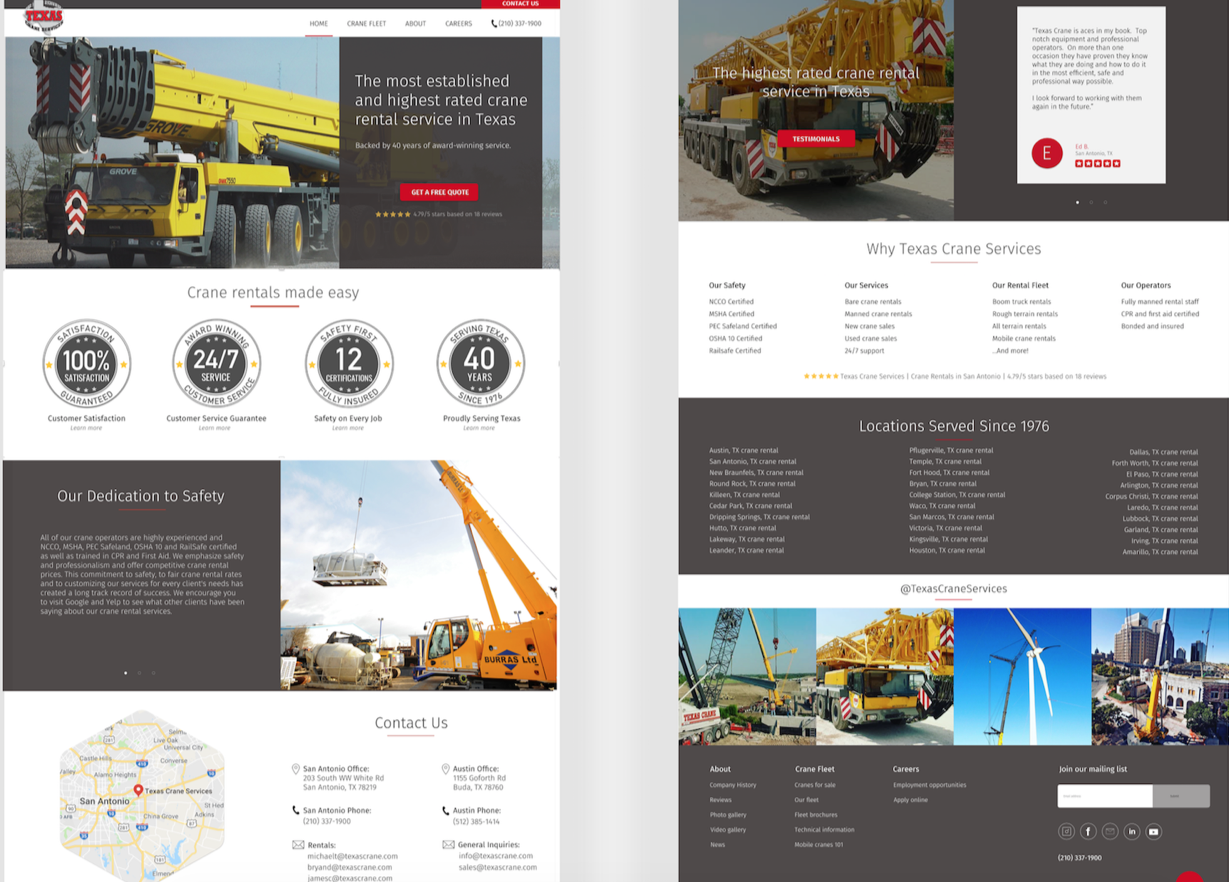 TEXAS
CRANE SERVICES
CONTACT US
HOME
CRANE FLEET
ABOUT
CAREERS
(210) 337-1900
GROVE
GROVE
The most established
and highest rated crane
rental service in Texas
Backed by 40 years of award-winning service.
GET A FREE QUOTE
4.79/5 stars based on 18 reviews
Crane rentals made easy
SATISFACTION
100%
SATISFACTION
GUARANTEED
Customer Satisfaction
Learn more
AWARD WINNING
24/7
SERVICE
CUSTOMER SERVICE
Customer Service Guarantee
Learn more
SAFETY FIRST
12
CERTIFICATIONS
FULLY INSURED
Safety on Every Job
Learn more
SERVING TEXAS
40
YEARS
SINCE 1976
Proudly Serving Texas
Learn more
Our Dedication to Safety
All of our crane operators are highly experienced and
NCCO, MSHA, PEC Safeland, OSHA 10 and RailSafe certified
as well as trained in CPR and First Aid. We emphasize safety
and professionalism and offer competitive crane rental
prices. This commitment to safety, to fair crane rental rates
and to customizing our services for every client's needs has
created a long track record of success. We encourage you
to visit Google and Yelp to see what other clients have been
saying about our crane rental services.
BURRAS Ltd
Selma
Live Oak
Universal City
Castle Hills
Converse
Valley
Alamo Heights
Texas Crane Services
San Antonio
St Hed
China Grove
Adkins
Elmendorf
281
90
281
87
181
Contact Us
San Antonio Office:
203 South WW White Rd
San Antonio, TX 78219
San Antonio Phone:
(210) 337-1900
Rentals:
michaelt@texascrane.com
bryand@texascrane.com
jamesc@texascrane.com
Austin Office:
1155 Goforth Rd
Buda, TX 78760
Austin Phone:
(512) 385-1414
General Inquiries:
info@texascrane.com
sales@texascrane.com
The highest rated crane rental
service in Texas
TESTIMONIALS
"Texas Crane is aces in my book. Top
notch equipment and professional
operators. On more than one
occasion they have proven they know
what they are doing and how to do it
in the most efficient, safe and
professional way possible.
I look forward to working with them
again in the future."
E
Ed B.
San Antonio, TX
Why Texas Crane Services
Our Safety
NCCO Certified
MSHA Certified
PEC Safeland Certified
OSHA 10 Certified
Railsafe Certified
Our Services
Bare crane rentals
Manned crane rentals
New crane sales
Used crane sales
24/7 support
Our Rental Fleet
Boom truck rentals
Rough terrain rentals
All terrain rentals
Mobile crane rentals
...And more!
Our Operators
Fully manned rental staff
CPR and first aid certified
Bonded and insured
Texas Crane Services | Crane Rentals in San Antonio | 4.79/5 stars based on 18 reviews
Locations Served Since 1976
Austin, TX crane rental
San Antonio, TX crane rental
New Braunfels, TX crane rental
Round Rock, TX crane rental
Killeen, TX crane rental
Cedar Park, TX crane rental
Dripping Springs, TX crane rental
Hutto, TX crane rental
Lakeway, TX crane rental
Leander, TX crane rental
Pflugerville, TX crane rental
Temple, TX crane rental
Fort Hood, TX crane rental
Bryan, TX crane rental
College Station, TX crane rental
Waco, TX crane rental
San Marcos, TX crane rental
Victoria, TX crane rental
Kingsville, TX crane rental
Houston, TX crane rental
Dallas, TX crane rental
Forth Worth, TX crane rental
El Paso, TX crane rental
Arlington, TX crane rental
Corpus Christi, TX crane rental
Laredo, TX crane rental
Lubbock, TX crane rental
Garland, TX crane rental
Irving, TX crane rental
Amarillo, TX crane rental
@TexasCraneServices
TEXAS CRANE
About
Company History
Reviews
Photo gallery
Video gallery
News
Crane Fleet
Cranes for sale
Our fleet
Fleet brochures
Technical information
Mobile cranes 101
Careers
Employment opportunities
Apply online
Join our mailing list
(210) 337-1900